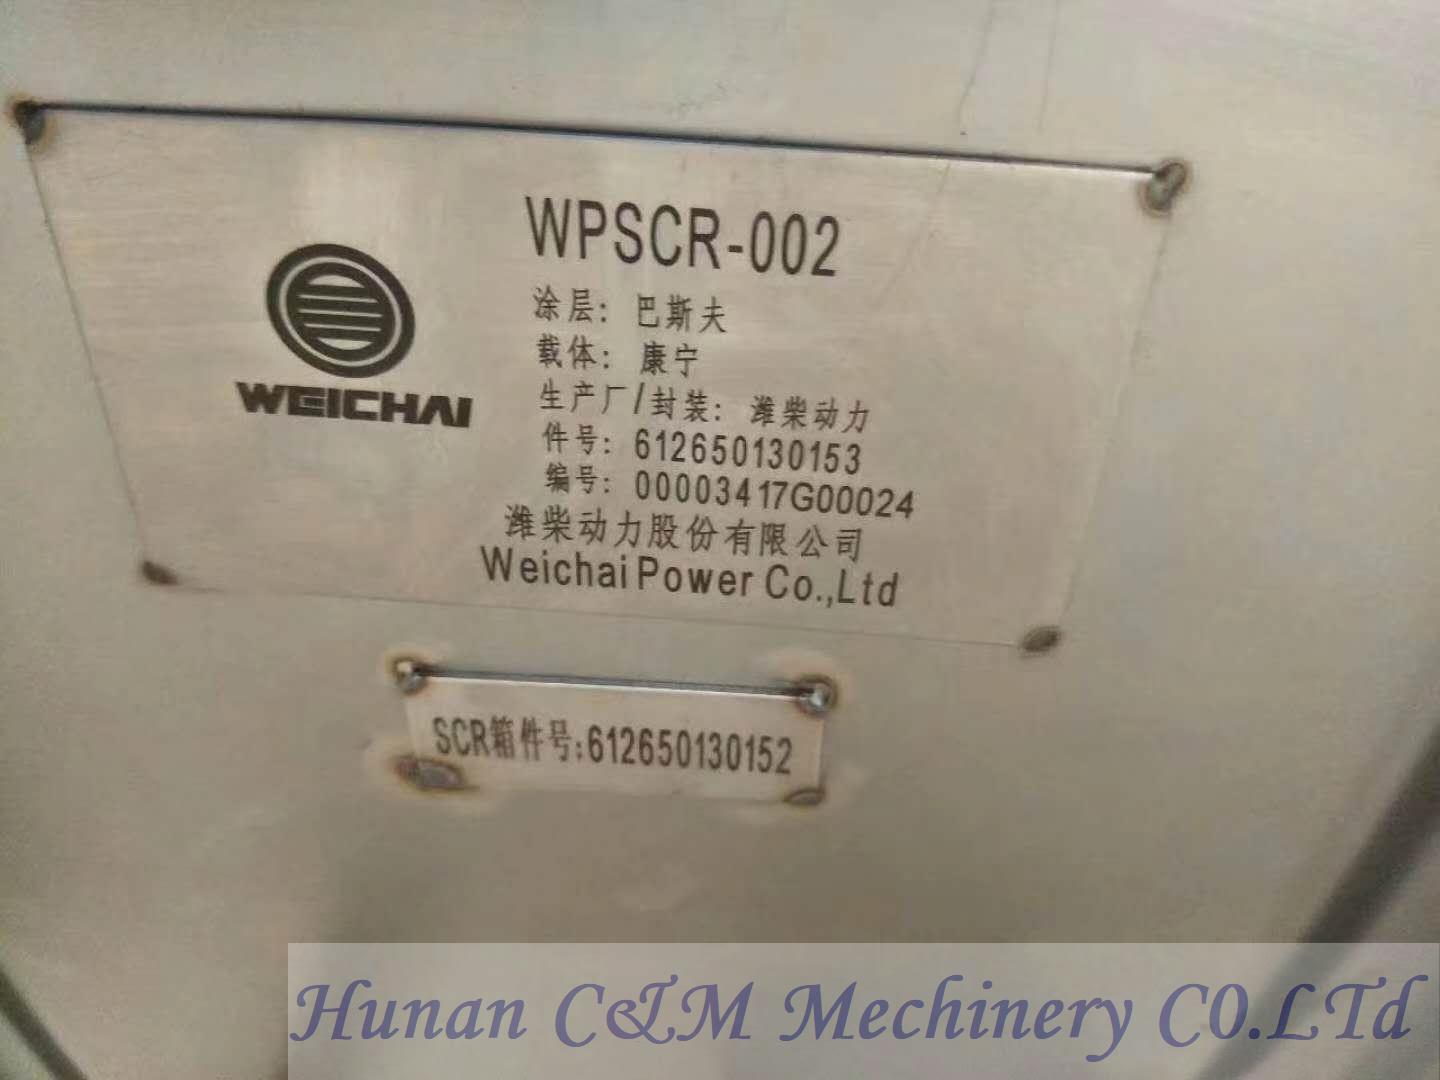 WPSCR-002
涂层：巴斯夫
载体：康宁
WEICHAI
生产厂/封装：潍柴动力
件号：612650130153
编号：00003417G00024
潍柴动力股份有限公司
Weichai Power Co.,Ltd
SCR箱件号:612650130152
Hunan C&M Mechinery CO.LTd